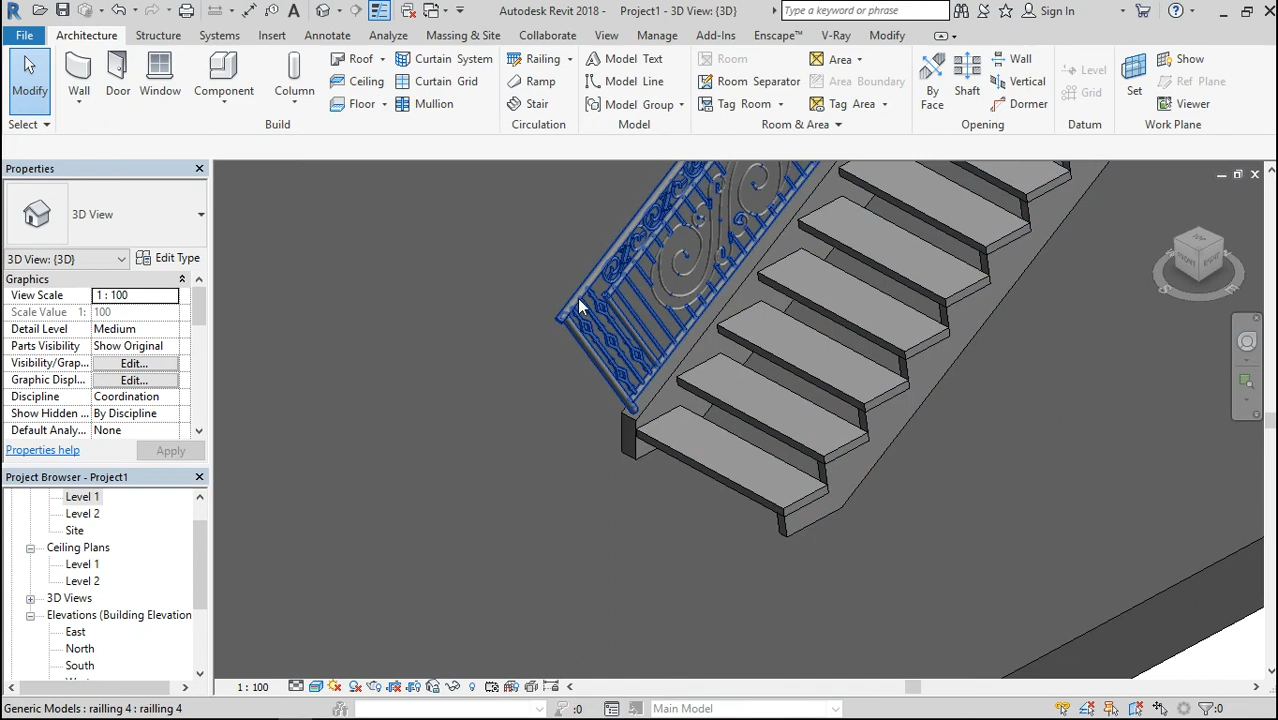 Autodesk Revit 2018 - Project1 - 3D View: {3D}
Type a keyword or phrase
Sign In
File Architecture Structure Systems Insert Annotate Analyze Massing & Site Collaborate View Manage Add-Ins Enscape™ V-Ray Modify
Modify
Wall
Door
Window
Component
Column
Roof
Ceiling
Floor
Curtain System
Curtain Grid
Mullion
Railing
Ramp
Stair
Model Text
Model Line
Model Group
Room
Room Separator
Tag Room
Area
Area Boundary
Tag Area
By
Face
Shaft
Wall
Vertical
Dormer
Level
Grid
Set
Show
Ref Plane
Viewer
Select Build Circulation Model Room & Area Opening Datum Work Plane
Properties
3D View
3D View: {3D}
Edit Type
Graphics
View Scale 1 : 100
Scale Value 1: 100
Detail Level Medium
Parts Visibility Show Original
Visibility/Grap... Edit...
Graphic Displ... Edit...
Discipline Coordination
Show Hidden ... By Discipline
Default Analy... None
Properties help Apply
Project Browser - Project1
Level 1
Level 2
Site
Ceiling Plans
Level 1
Level 2
3D Views
Elevations (Building Elevation
East
North
South
TOP
FRONT
1 : 100
Generic Models : railling 4 : railling 4
:0
Main Model
:0